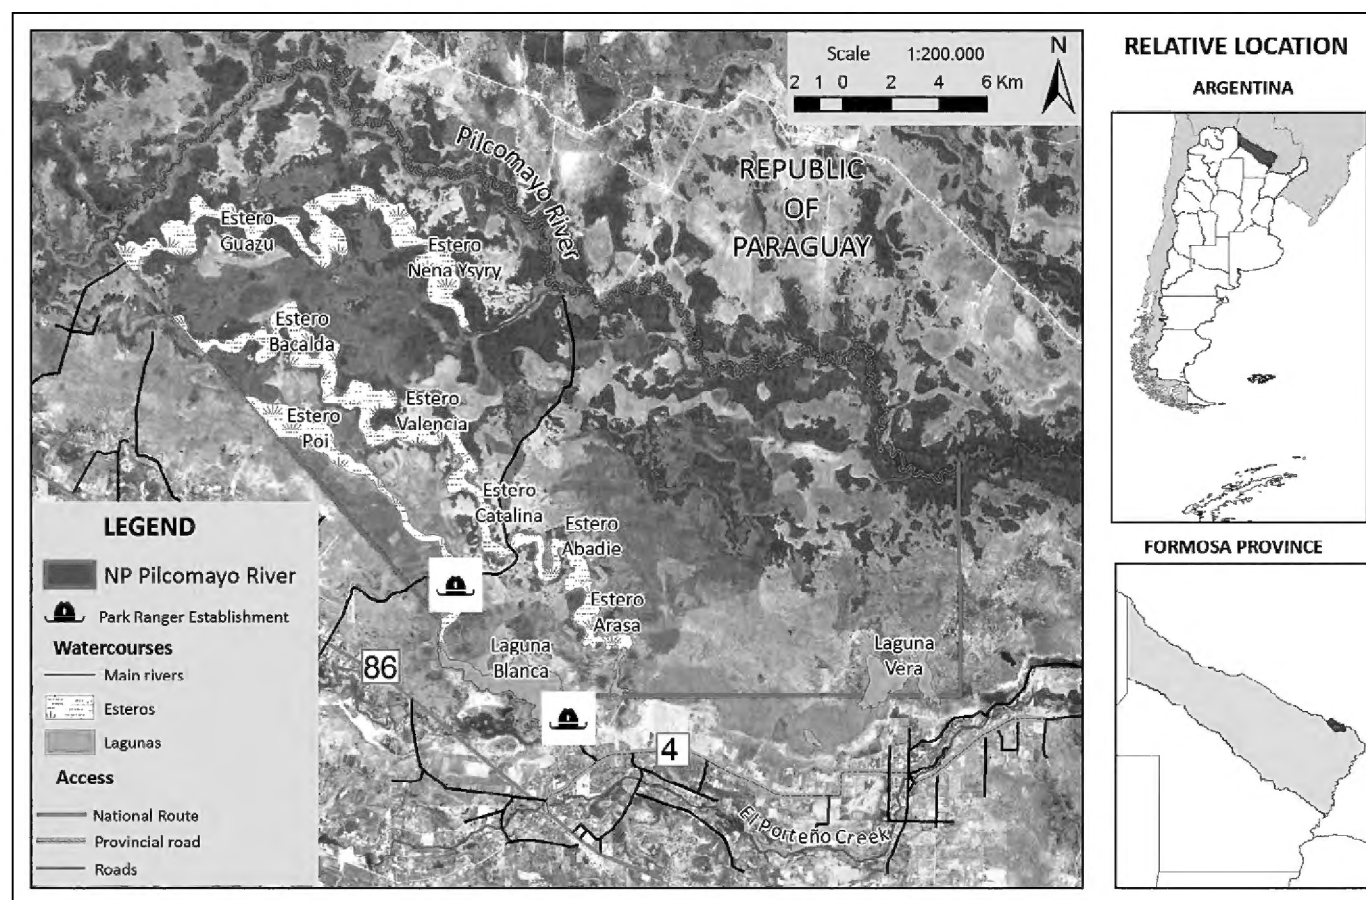 Scale 1:200.000
N
2 1 0 2 4 6 Km
Pilcomayo River
REPUBLIC
OF
PARAGUAY
Estero
Guazu
Estero
Nena Ysyry
Estero
Bacalda
Estero
Poi
Estero
Valencia
Estero
Catalina
Estero
Abadie
Estero
Arasa
Laguna
Blanca
Laguna
Vera
86
4
El Porteño Creek
LEGEND
NP Pilcomayo River
Park Ranger Establishment
Watercourses
Main rivers
Esteros
Lagunas
Access
National Route
Provincial road
Roads
RELATIVE LOCATION
ARGENTINA
FORMOSA PROVINCE